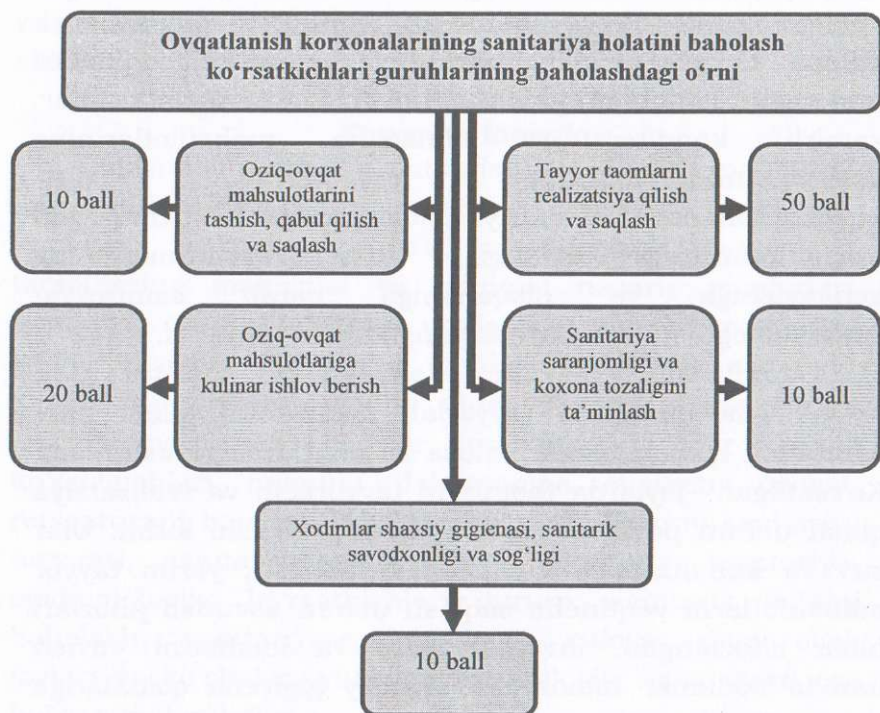 Ovqatlanish korxonalarining sanitariya holatini baholash
ko‘rsatkichlari guruhlarining baholashdagi o‘rni
10 ball
Oziq-ovqat
mahsulotlarini
tashish, qabul qilish
va saqlash
Tayyor taomlarni
realizatsiya qilish
va saqlash
50 ball
20 ball
Oziq-ovqat
mahsulotlariga
kulinar ishlov berish
Sanitariya
saranjomligi va
koxona tozaligini
ta’minlash
10 ball
Xodimlar shaxsiy gigienasi, sanitarik
savodxonligi va sog‘ligi
10 ball